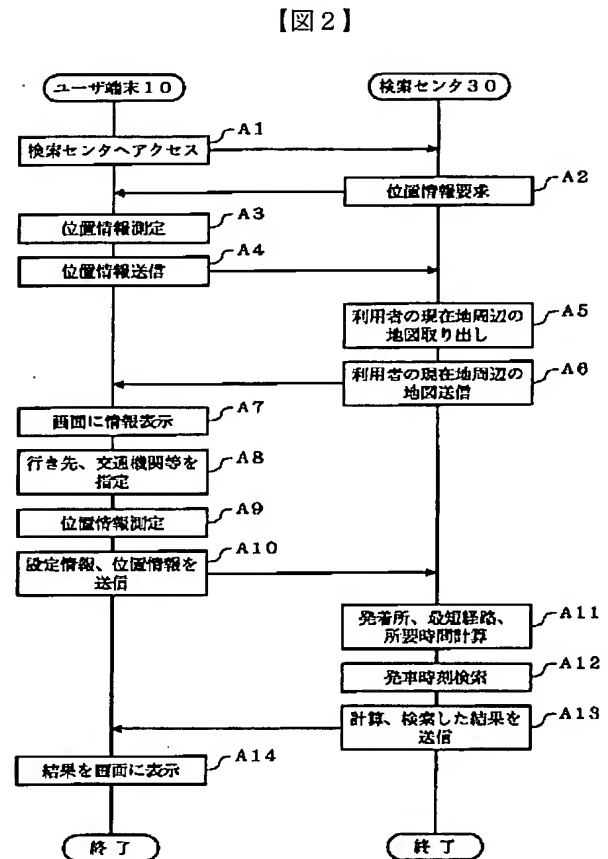 【図２】
ユーザ端末１０
検索センタ３０
検索センタへアクセス
A1
位置情報要求
A2
位置情報測定
A3
位置情報送信
A4
利用者の現在地周辺の
地図取り出し
A5
利用者の現在地周辺の
地図送信
A6
画面に情報表示
A7
行き先、交通機関等を
指定
A8
位置情報測定
A9
設定情報、位置情報を
送信
A10
発着所、最短経路、
所要時間計算
A11
発車時刻検索
A12
計算、検索した結果を
送信
A13
結果を画面に表示
A14
終了
終了